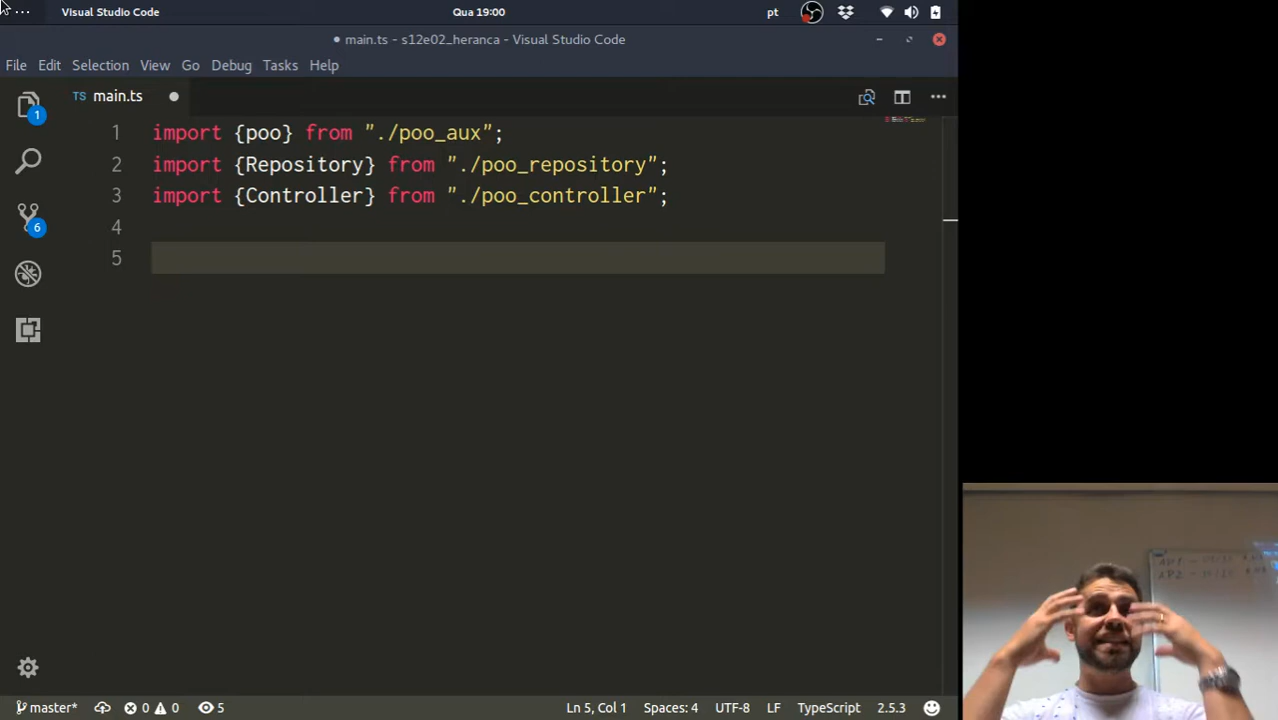 Visual Studio Code
Qua 19:00
pt
● main.ts - s12e02_heranca - Visual Studio Code
File Edit Selection View Go Debug Tasks Help
TS main.ts
1 import {poo} from "./poo_aux";
2 import {Repository} from "./poo_repository";
3 import {Controller} from "./poo_controller";
4
5
1
6
master* 0 0 5
Ln 5, Col 1 Spaces: 4 UTF-8 LF TypeScript 2.5.3